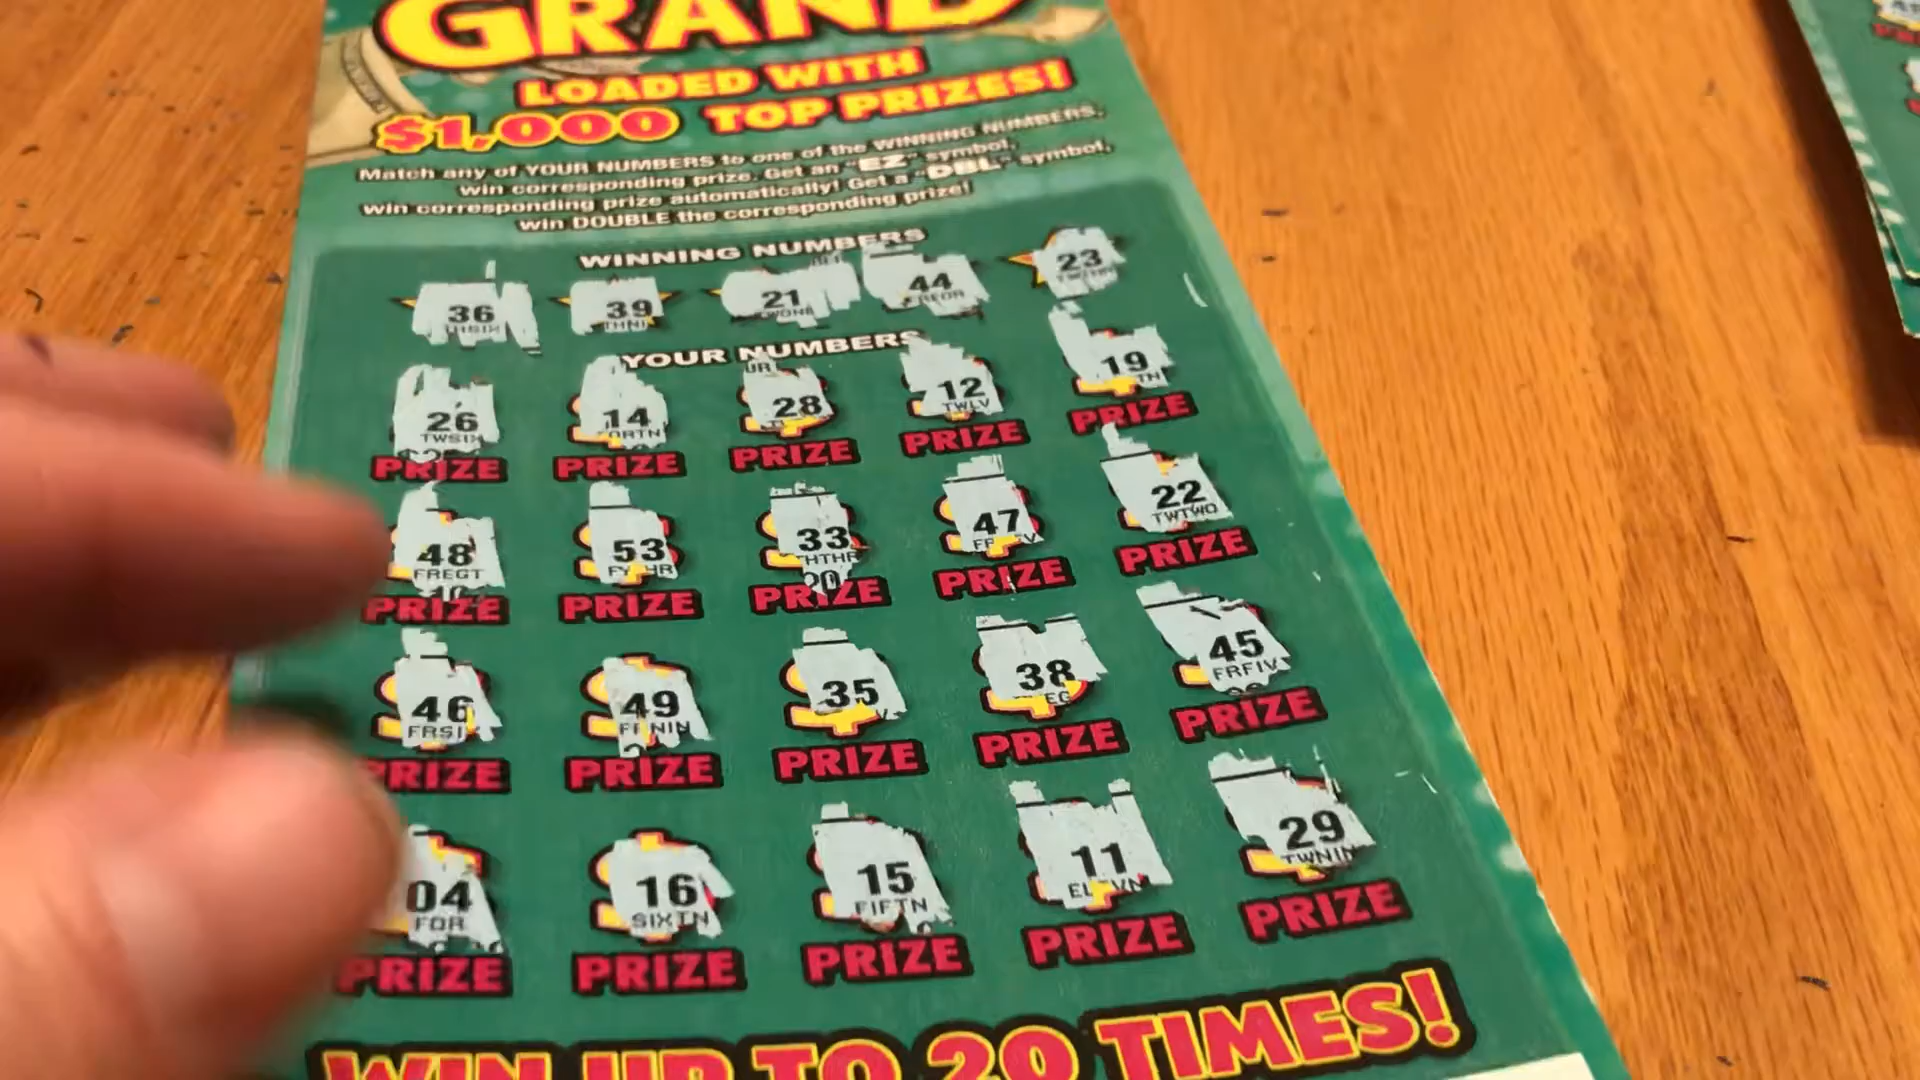 GRAND
LOADED WITH
$1,000 TOP PRIZES!
Match any of YOUR NUMBERS to one of the WINNING NUMBERS,
win corresponding prize. Get an "EZ" symbol,
win corresponding prize automatically! Get a "DBL" symbol,
win DOUBLE the corresponding prize!
WINNING NUMBERS
36 39 21 44 23
YOUR NUMBERS
26 14 28 12 19
TWSIX TWLV
PRIZE PRIZE PRIZE PRIZE PRIZE
48 53 33 47 22
FREGT THTHR TWTWO
20
PRIZE PRIZE PRIZE PRIZE PRIZE
46 49 35 38 45
FRFIV
PRIZE PRIZE PRIZE PRIZE PRIZE
04 16 15 11 29
FOR SIXTN FIFTN TWNIN
PRIZE PRIZE PRIZE PRIZE PRIZE
WIN UP TO 20 TIMES!